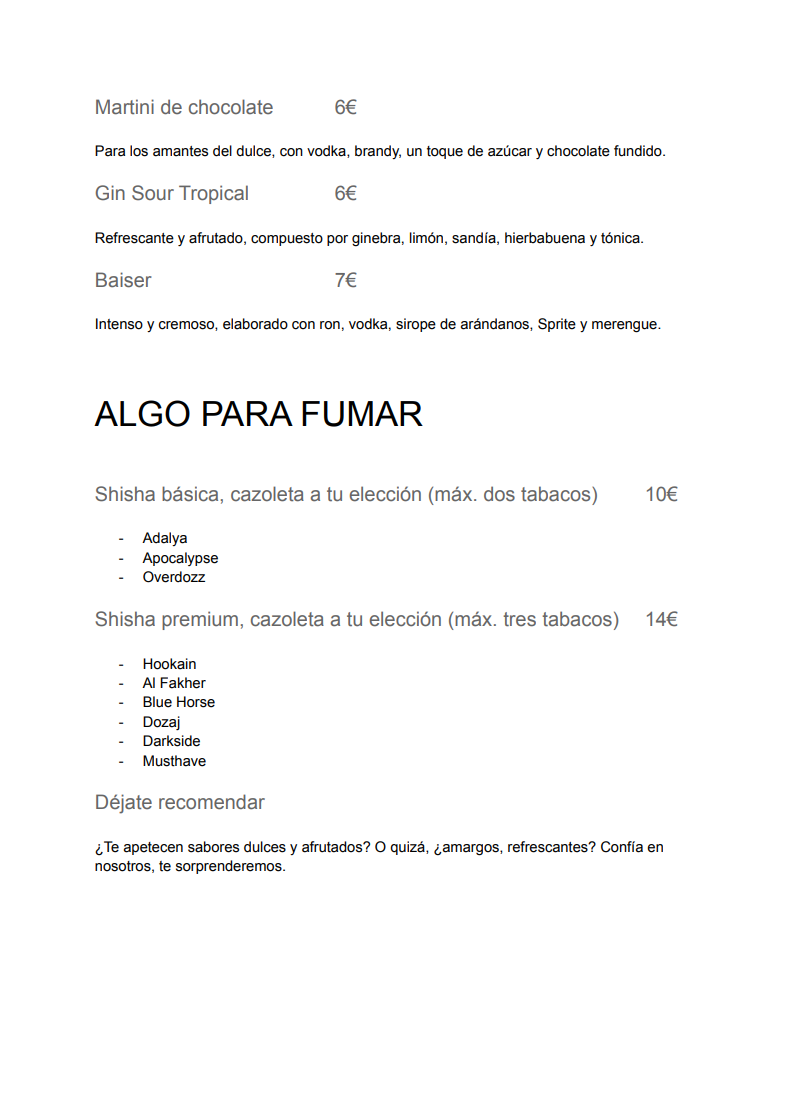 Martini de chocolate 6€
Para los amantes del dulce, con vodka, brandy, un toque de azúcar y chocolate fundido.
Gin Sour Tropical 6€
Refrescante y afrutado, compuesto por ginebra, limón, sandía, hierbabuena y tónica.
Baiser 7€
Intenso y cremoso, elaborado con ron, vodka, sirope de arándanos, Sprite y merengue.
ALGO PARA FUMAR
Shisha básica, cazoleta a tu elección (máx. dos tabacos) 10€
- Adalya
- Apocalypse
- Overdozz
Shisha premium, cazoleta a tu elección (máx. tres tabacos) 14€
- Hookain
- Al Fakher
- Blue Horse
- Dozaj
- Darkside
- Musthave
Déjate recomendar
¿Te apetecen sabores dulces y afrutados? O quizá, ¿amargos, refrescantes? Confía en
nosotros, te sorprenderemos.